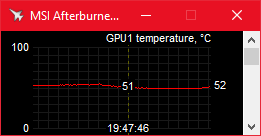 MSI Afterburne...
GPU1 temperature, °C
100
51
52
0
19:47:46